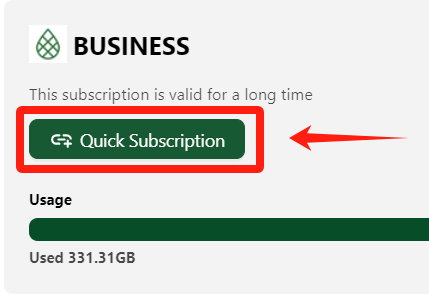 BUSINESS
This subscription is valid for a long time
Quick Subscription
Usage
Used 331.31GB